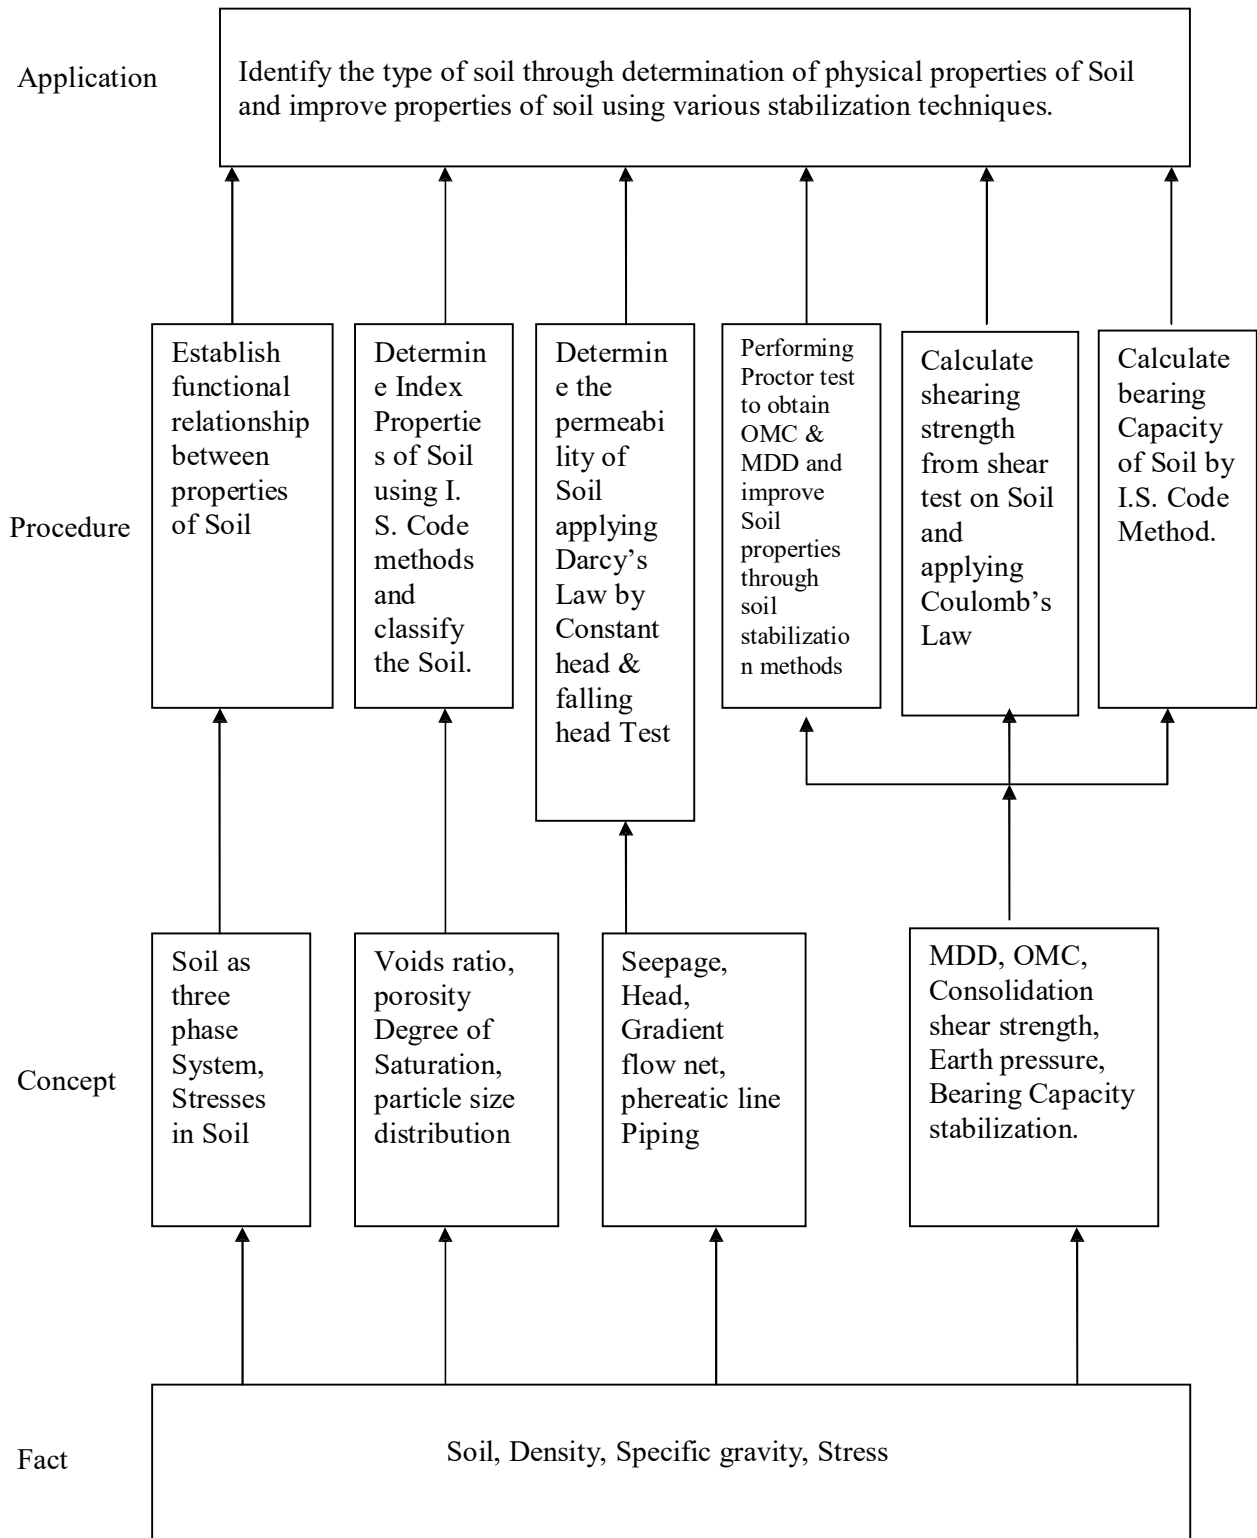 Application
Identify the type of soil through determination of physical properties of Soil
and improve properties of soil using various stabilization techniques.
Procedure
Establish
functional
relationship
between
properties
of Soil
Determin
e Index
Propertie
s of Soil
using I.
S. Code
methods
and
classify
the Soil.
Determin
e the
permeabi
lity of
Soil
applying
Darcy’s
Law by
Constant
head &
falling
head Test
Performing
Proctor test
to obtain
OMC &
MDD and
improve
Soil
properties
through
soil
stabilizatio
n methods
Calculate
shearing
strength
from shear
test on Soil
and
applying
Coulomb’s
Law
Calculate
bearing
Capacity
of Soil by
I.S. Code
Method.
Concept
Soil as
three
phase
System,
Stresses
in Soil
Voids ratio,
porosity
Degree of
Saturation,
particle size
distribution
Seepage,
Head,
Gradient
flow net,
phereatic line
Piping
MDD, OMC,
Consolidation
shear strength,
Earth pressure,
Bearing Capacity
stabilization.
Fact
Soil, Density, Specific gravity, Stress